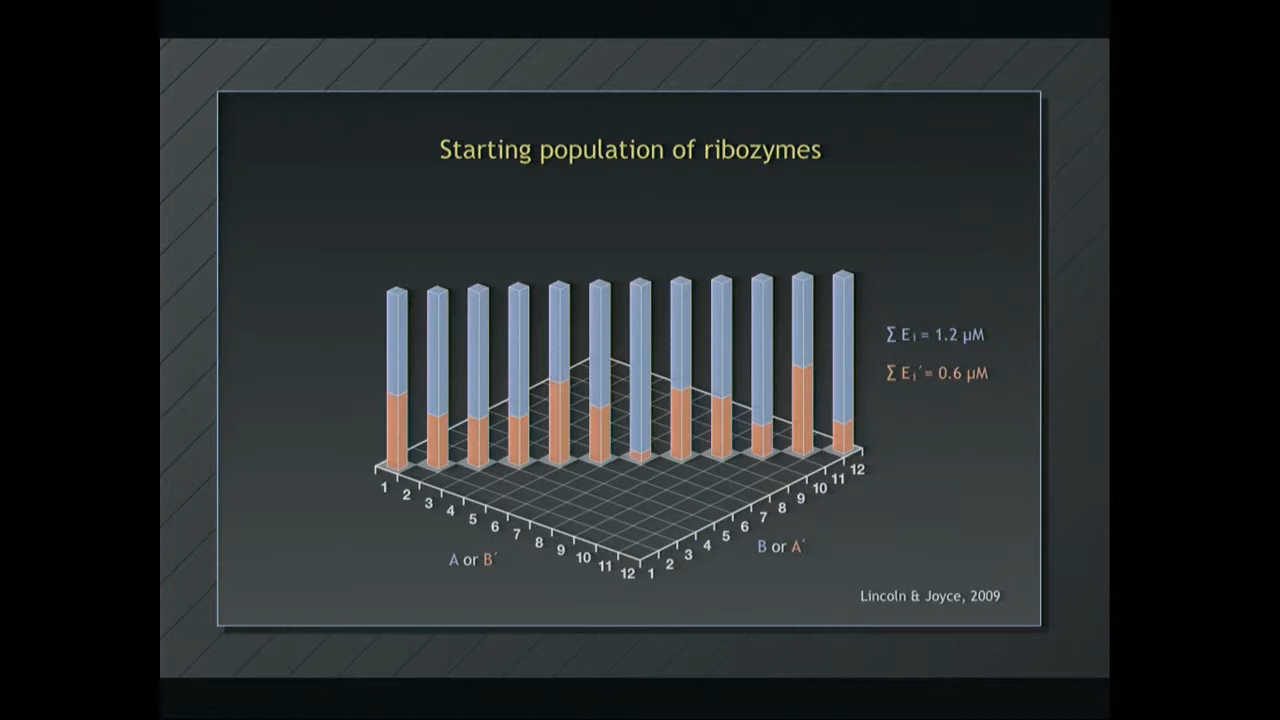 Starting population of ribozymes
∑ Eᵢ = 1.2 µM
∑ Eᵢ´ = 0.6 µM
1 2 3 4 5 6 7 8 9 10 11 12
1 2 3 4 5 6 7 8 9 10 11 12
A or B´
B or A´
Lincoln & Joyce, 2009